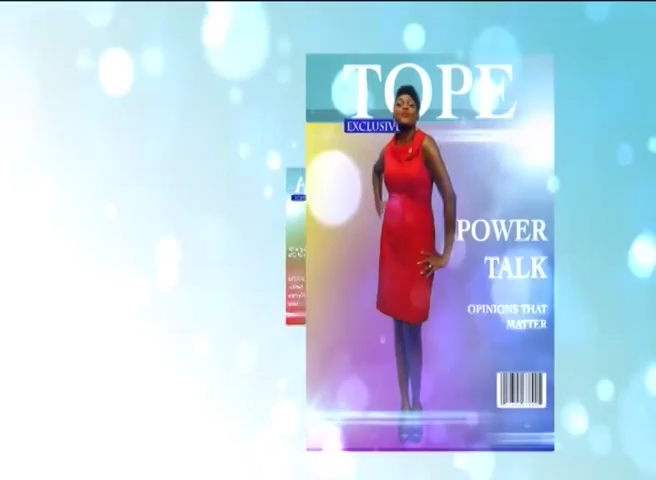 TOPE
EXCLUSIVE
POWER
TALK
OPINIONS THAT
MATTER